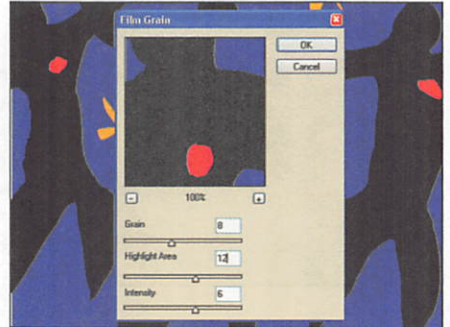 Film Grain
OK
Cancel
100%
Grain 8
Highlight Area 12
Intensity 6